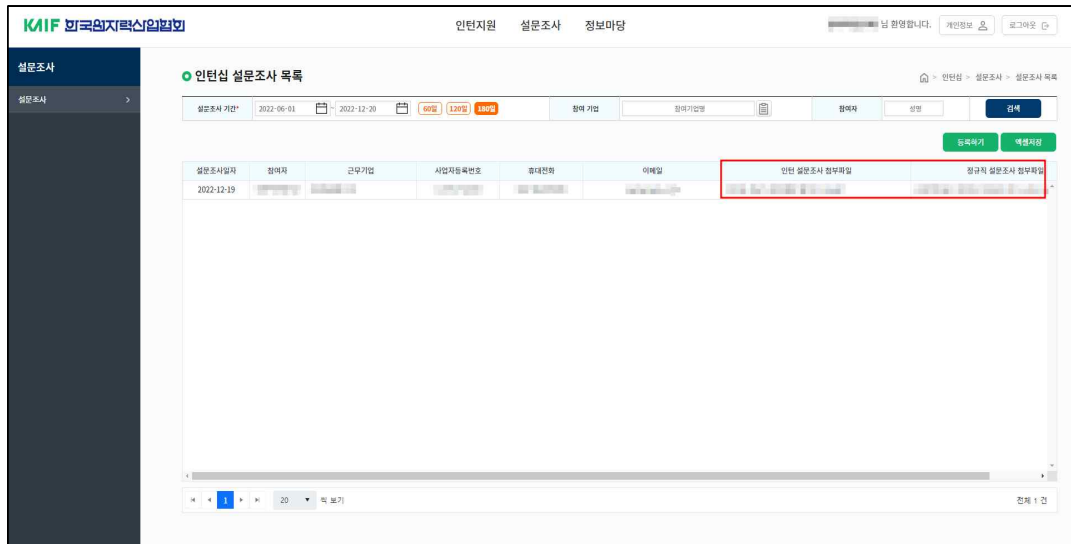 KAIF 한국원자력산업협회
인턴지원 설문조사 정보마당
님 환영합니다. 개인정보 로그아웃
설문조사
설문조사 >
인턴십 설문조사 목록
> 인턴십 > 설문조사 > 설문조사 목록
설문조사 기간* 2022-06-01 - 2022-12-20 60일 120일 180일 참여 기업 참여기업명 참여자 성명 검색
등록하기 엑셀저장
설문조사일자 참여자 근무기업 사업자등록번호 휴대전화 이메일 인턴 설문조사 첨부파일 정규직 설문조사 첨부파일
2022-12-19
1 20 씩 보기 전체 1 건